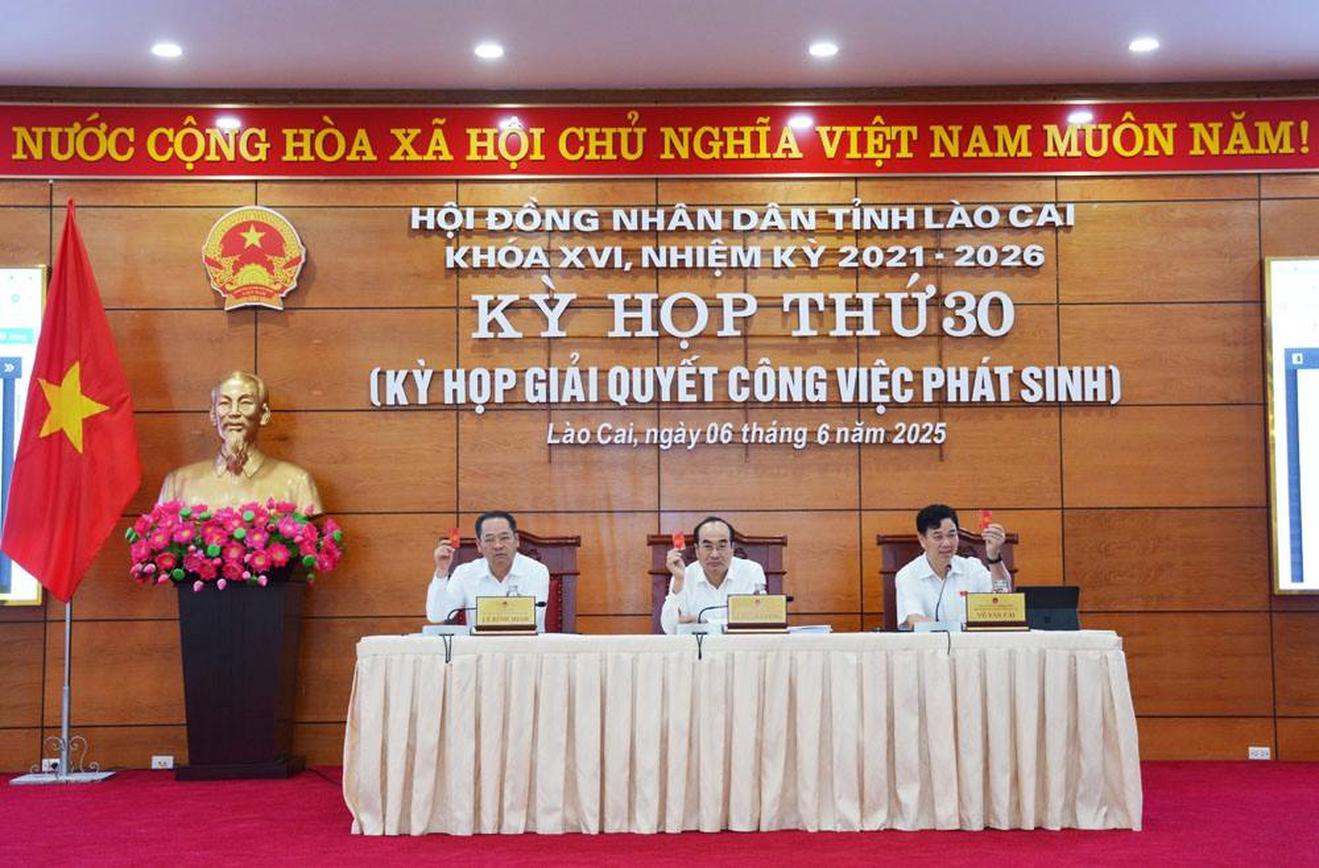 NƯỚC CỘNG HÒA XÃ HỘI CHỦ NGHĨA VIỆT NAM MUÔN NĂM!
HỘI ĐỒNG NHÂN DÂN TỈNH LÀO CAI
KHÓA XVI, NHIỆM KỲ 2021 - 2026
KỲ HỌP THỨ 30
(KỲ HỌP GIẢI QUYẾT CÔNG VIỆC PHÁT SINH)
Lào Cai, ngày 06 tháng 6 năm 2025